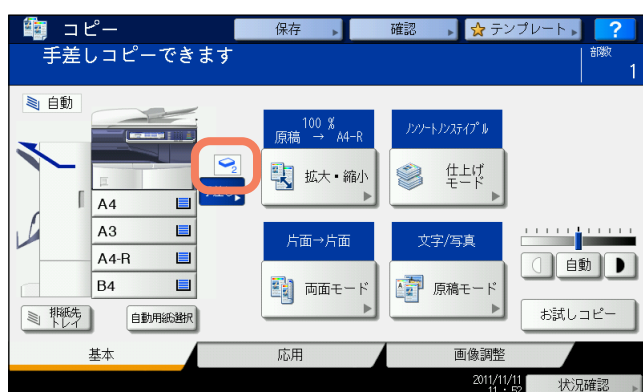 コピー
保存
確認
テンプレート
?
手差しコピーできます
部数
1
自動
100 %
原稿 → A4-R
ノンソートノンステイプル
2
拡大・縮小
仕上げ
モード
A4
A3
A4-R
B4
片面→片面
文字/写真
両面モード
原稿モード
自動
排紙先
トレイ
自動用紙選択
お試しコピー
基本
応用
画像調整
2011/11/11
11 : 52
状況確認